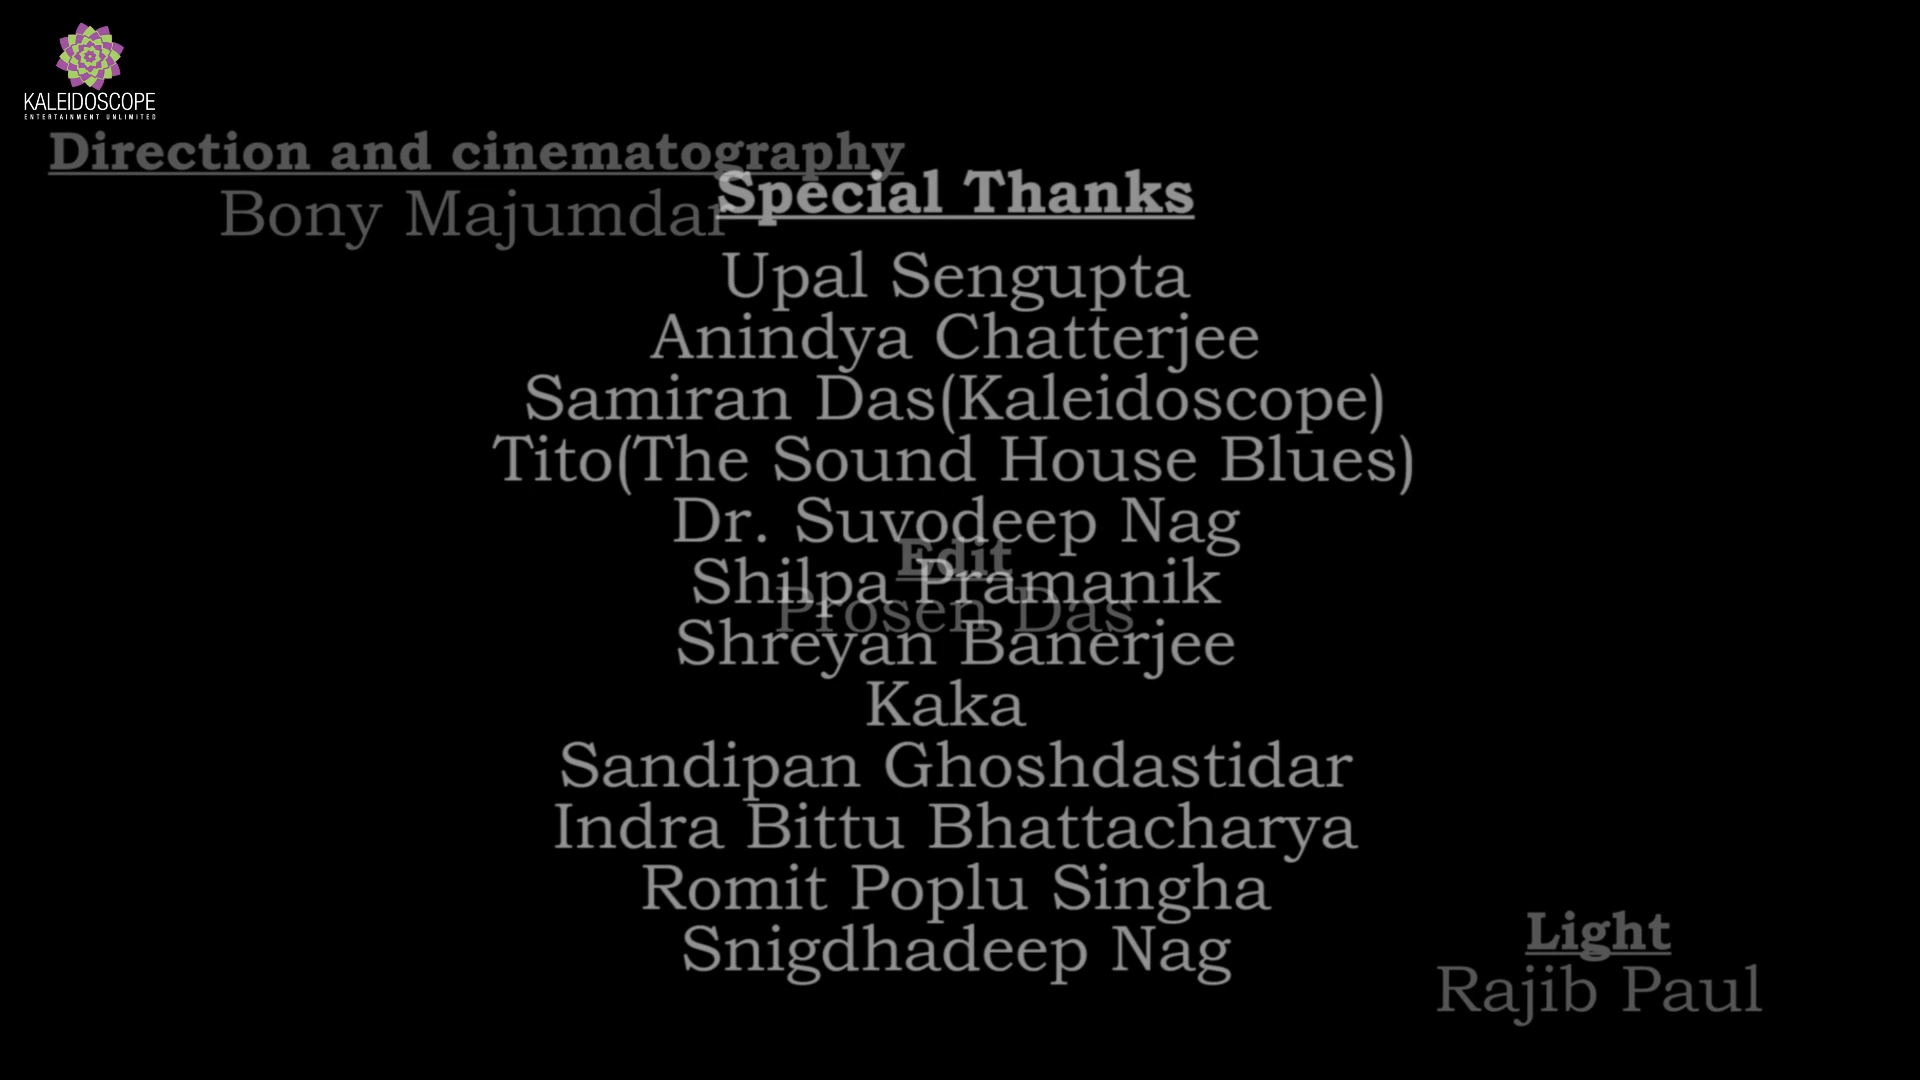 KALEIDOSCOPE
ENTERTAINMENT UNLIMITED
Direction and cinematography
Bony Majumdar
Special Thanks
Upal Sengupta
Anindya Chatterjee
Samiran Das(Kaleidoscope)
Tito(The Sound House Blues)
Dr. Suvodeep Nag
Edit
Shilpa Pramanik
Prosen Das
Shreyan Banerjee
Kaka
Sandipan Ghoshdastidar
Indra Bittu Bhattacharya
Romit Poplu Singha
Snigdhadeep Nag
Light
Rajib Paul